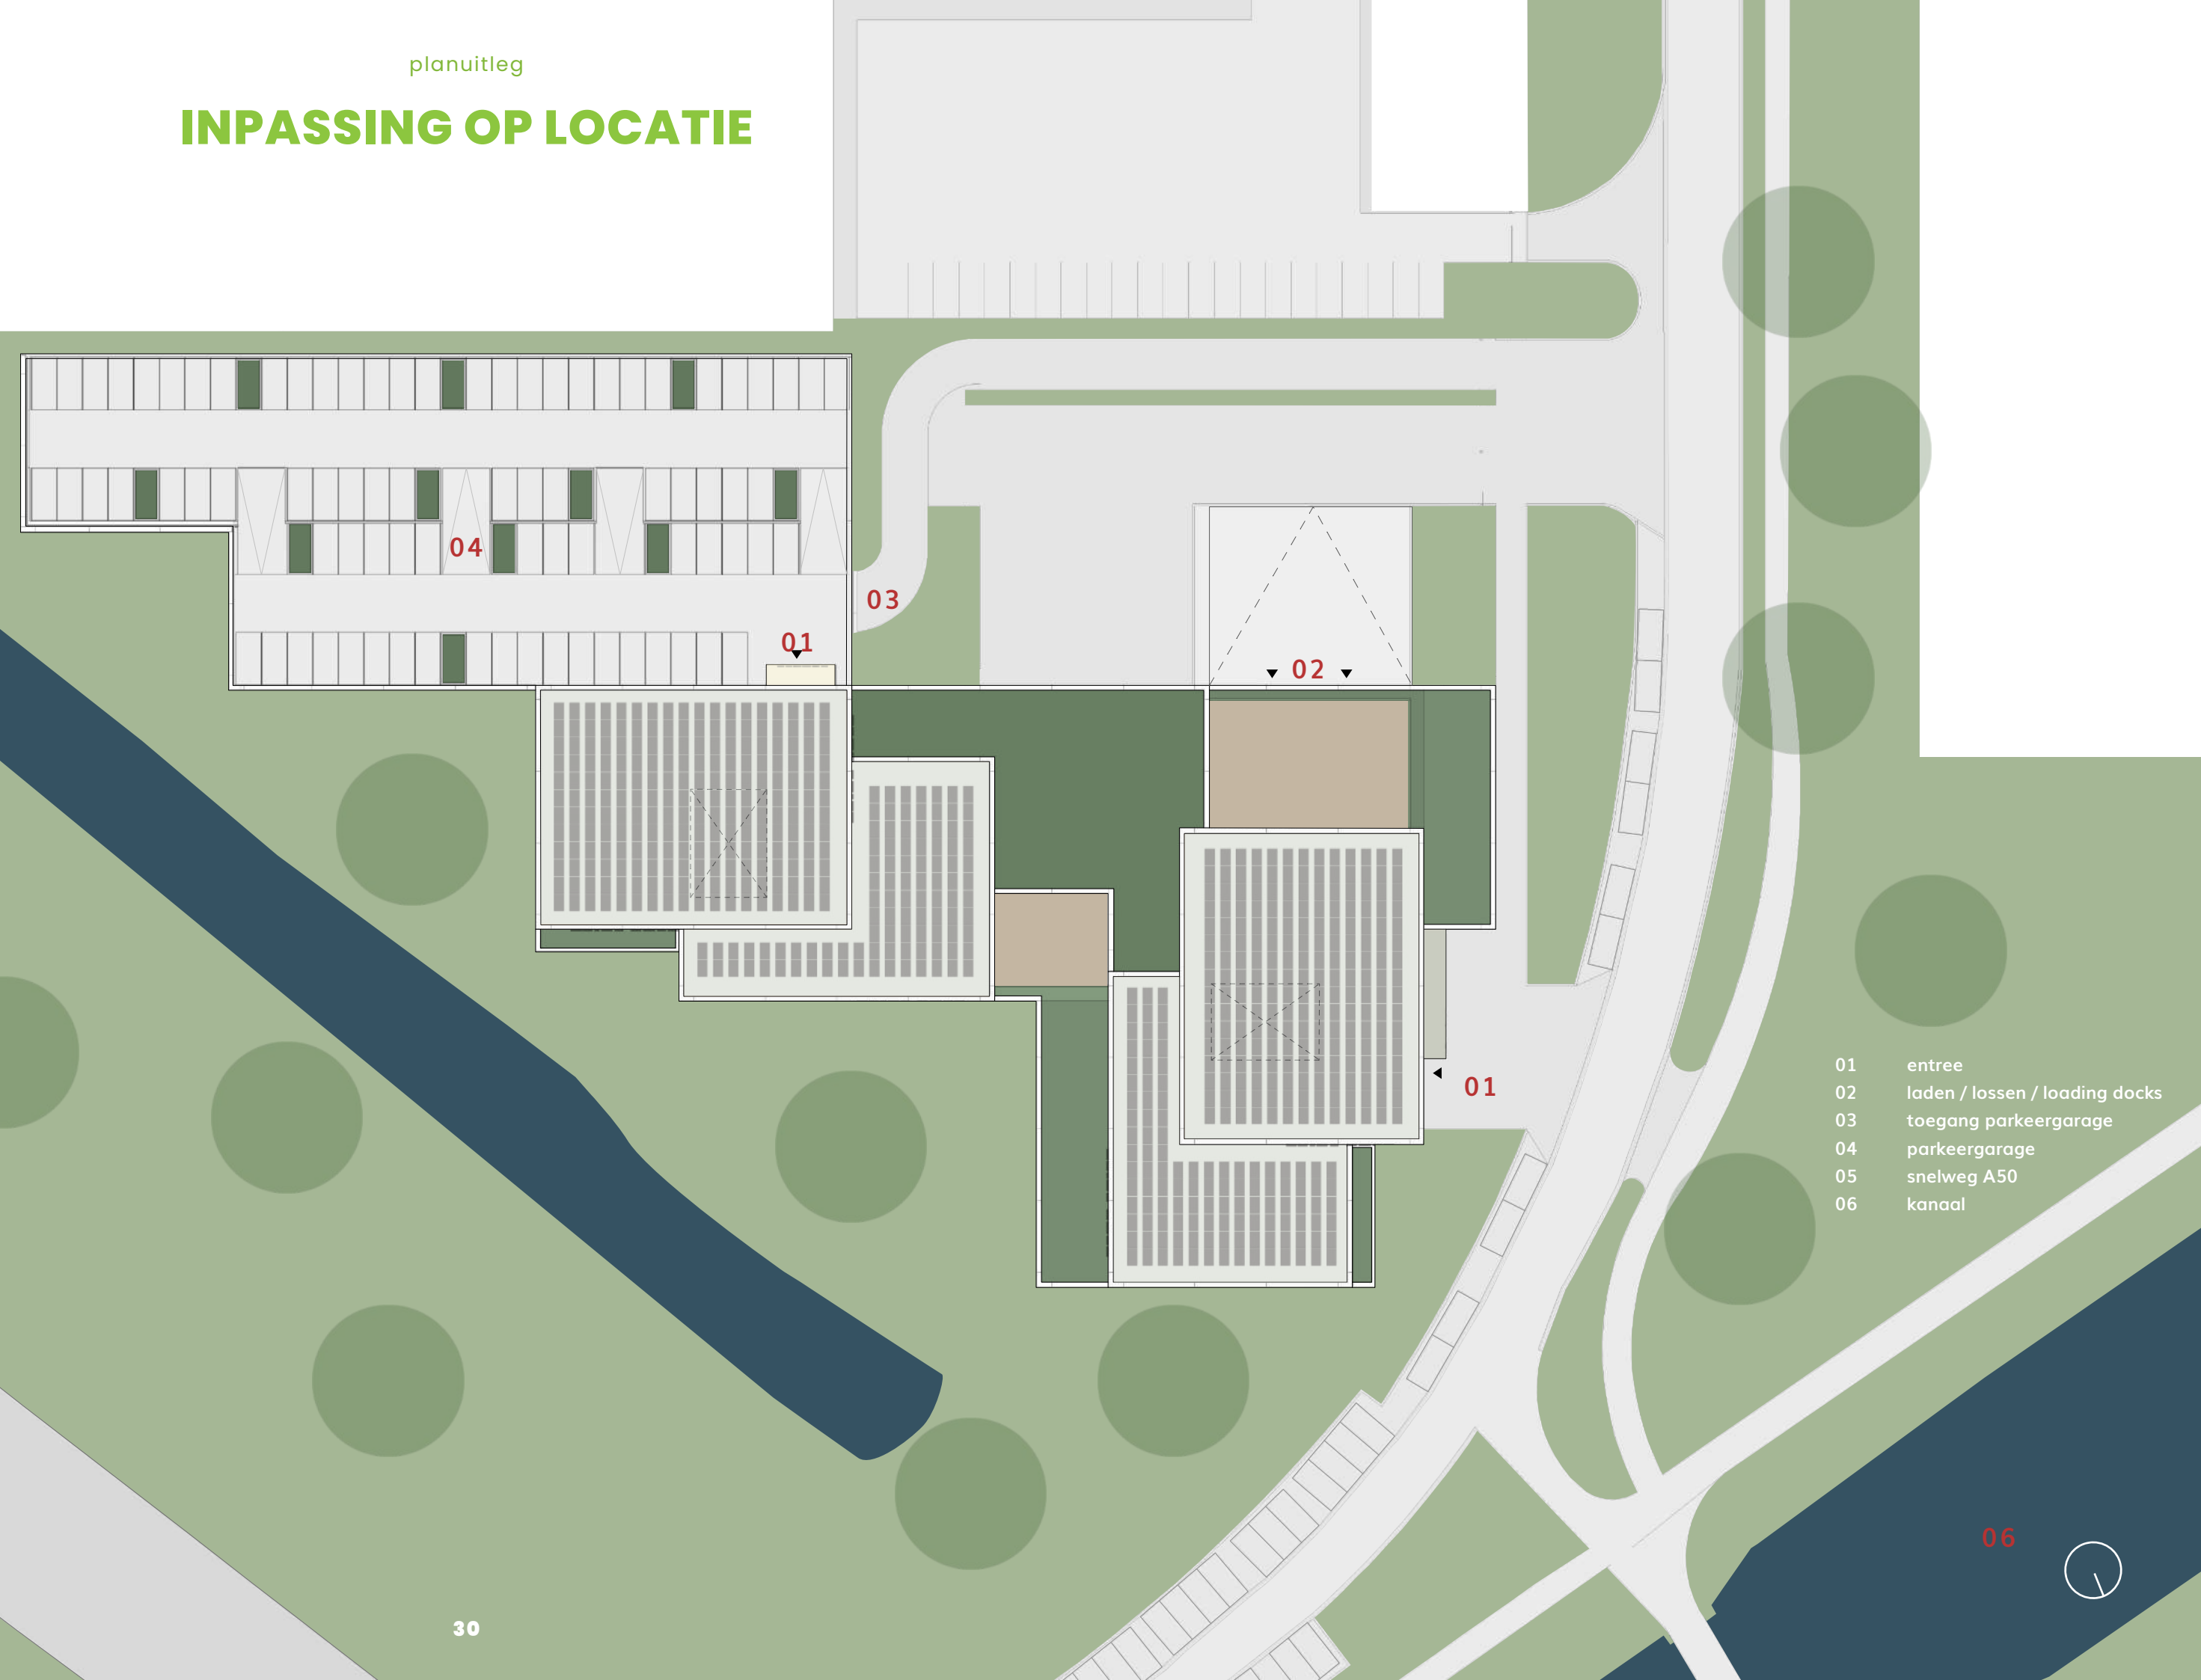 planuitleg
INPASSING OP LOCATIE
04
03
01
02
01
01 entree
02 laden / lossen / loading docks
03 toegang parkeergarage
04 parkeergarage
05 snelweg A50
06 kanaal
06
30